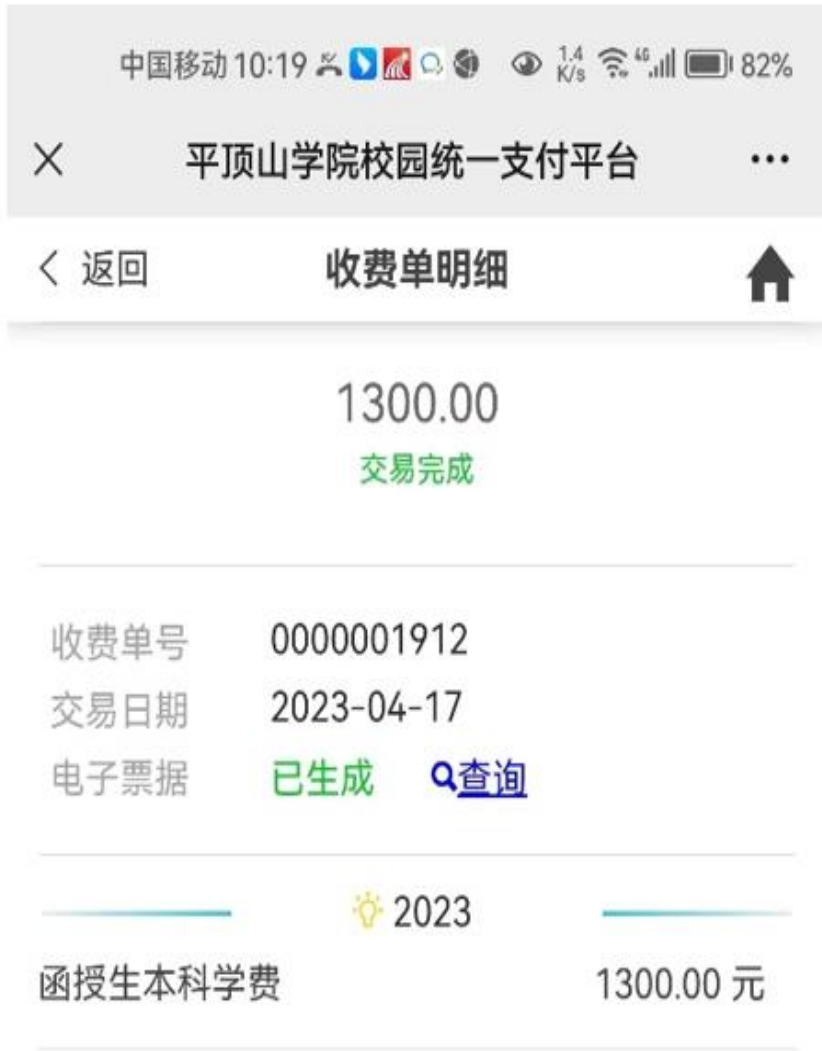 中国移动 10:19 1.4 K/s 4G 82%
平顶山学院校园统一支付平台
返回 收费单明细
1300.00
交易完成
收费单号 0000001912
交易日期 2023-04-17
电子票据 已生成 查询
2023
函授生本科学费 1300.00 元